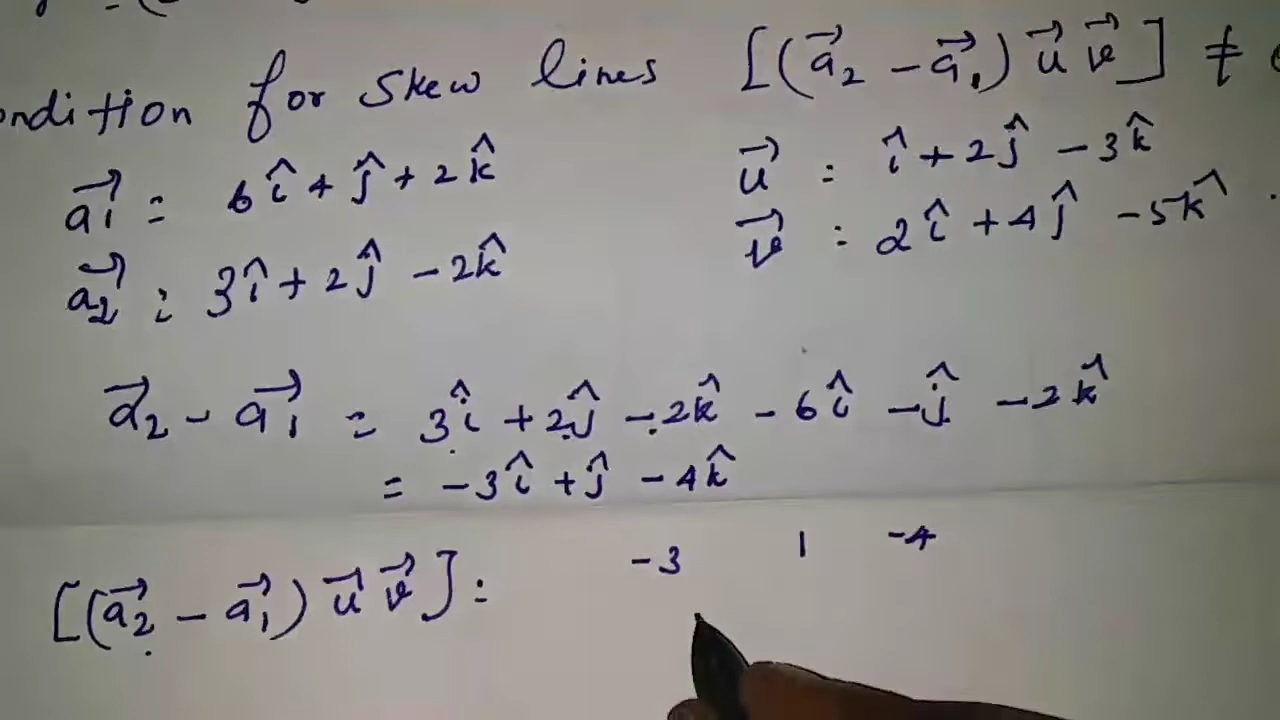 ondition for skew lines [(a⃗₂ − a⃗₁) u⃗ v⃗] ≠
a⃗₁ = 6î + ĵ + 2k̂
u⃗ = î + 2ĵ − 3k̂
a⃗₂ = 3î + 2ĵ − 2k̂
v⃗ = 2î + 4ĵ − 5k̂
a⃗₂ − a⃗₁ = 3î + 2ĵ − 2k̂ − 6î − ĵ − 2k̂
= −3î + ĵ − 4k̂
[(a⃗₂ − a⃗₁) u⃗ v⃗] = −3 1 −4